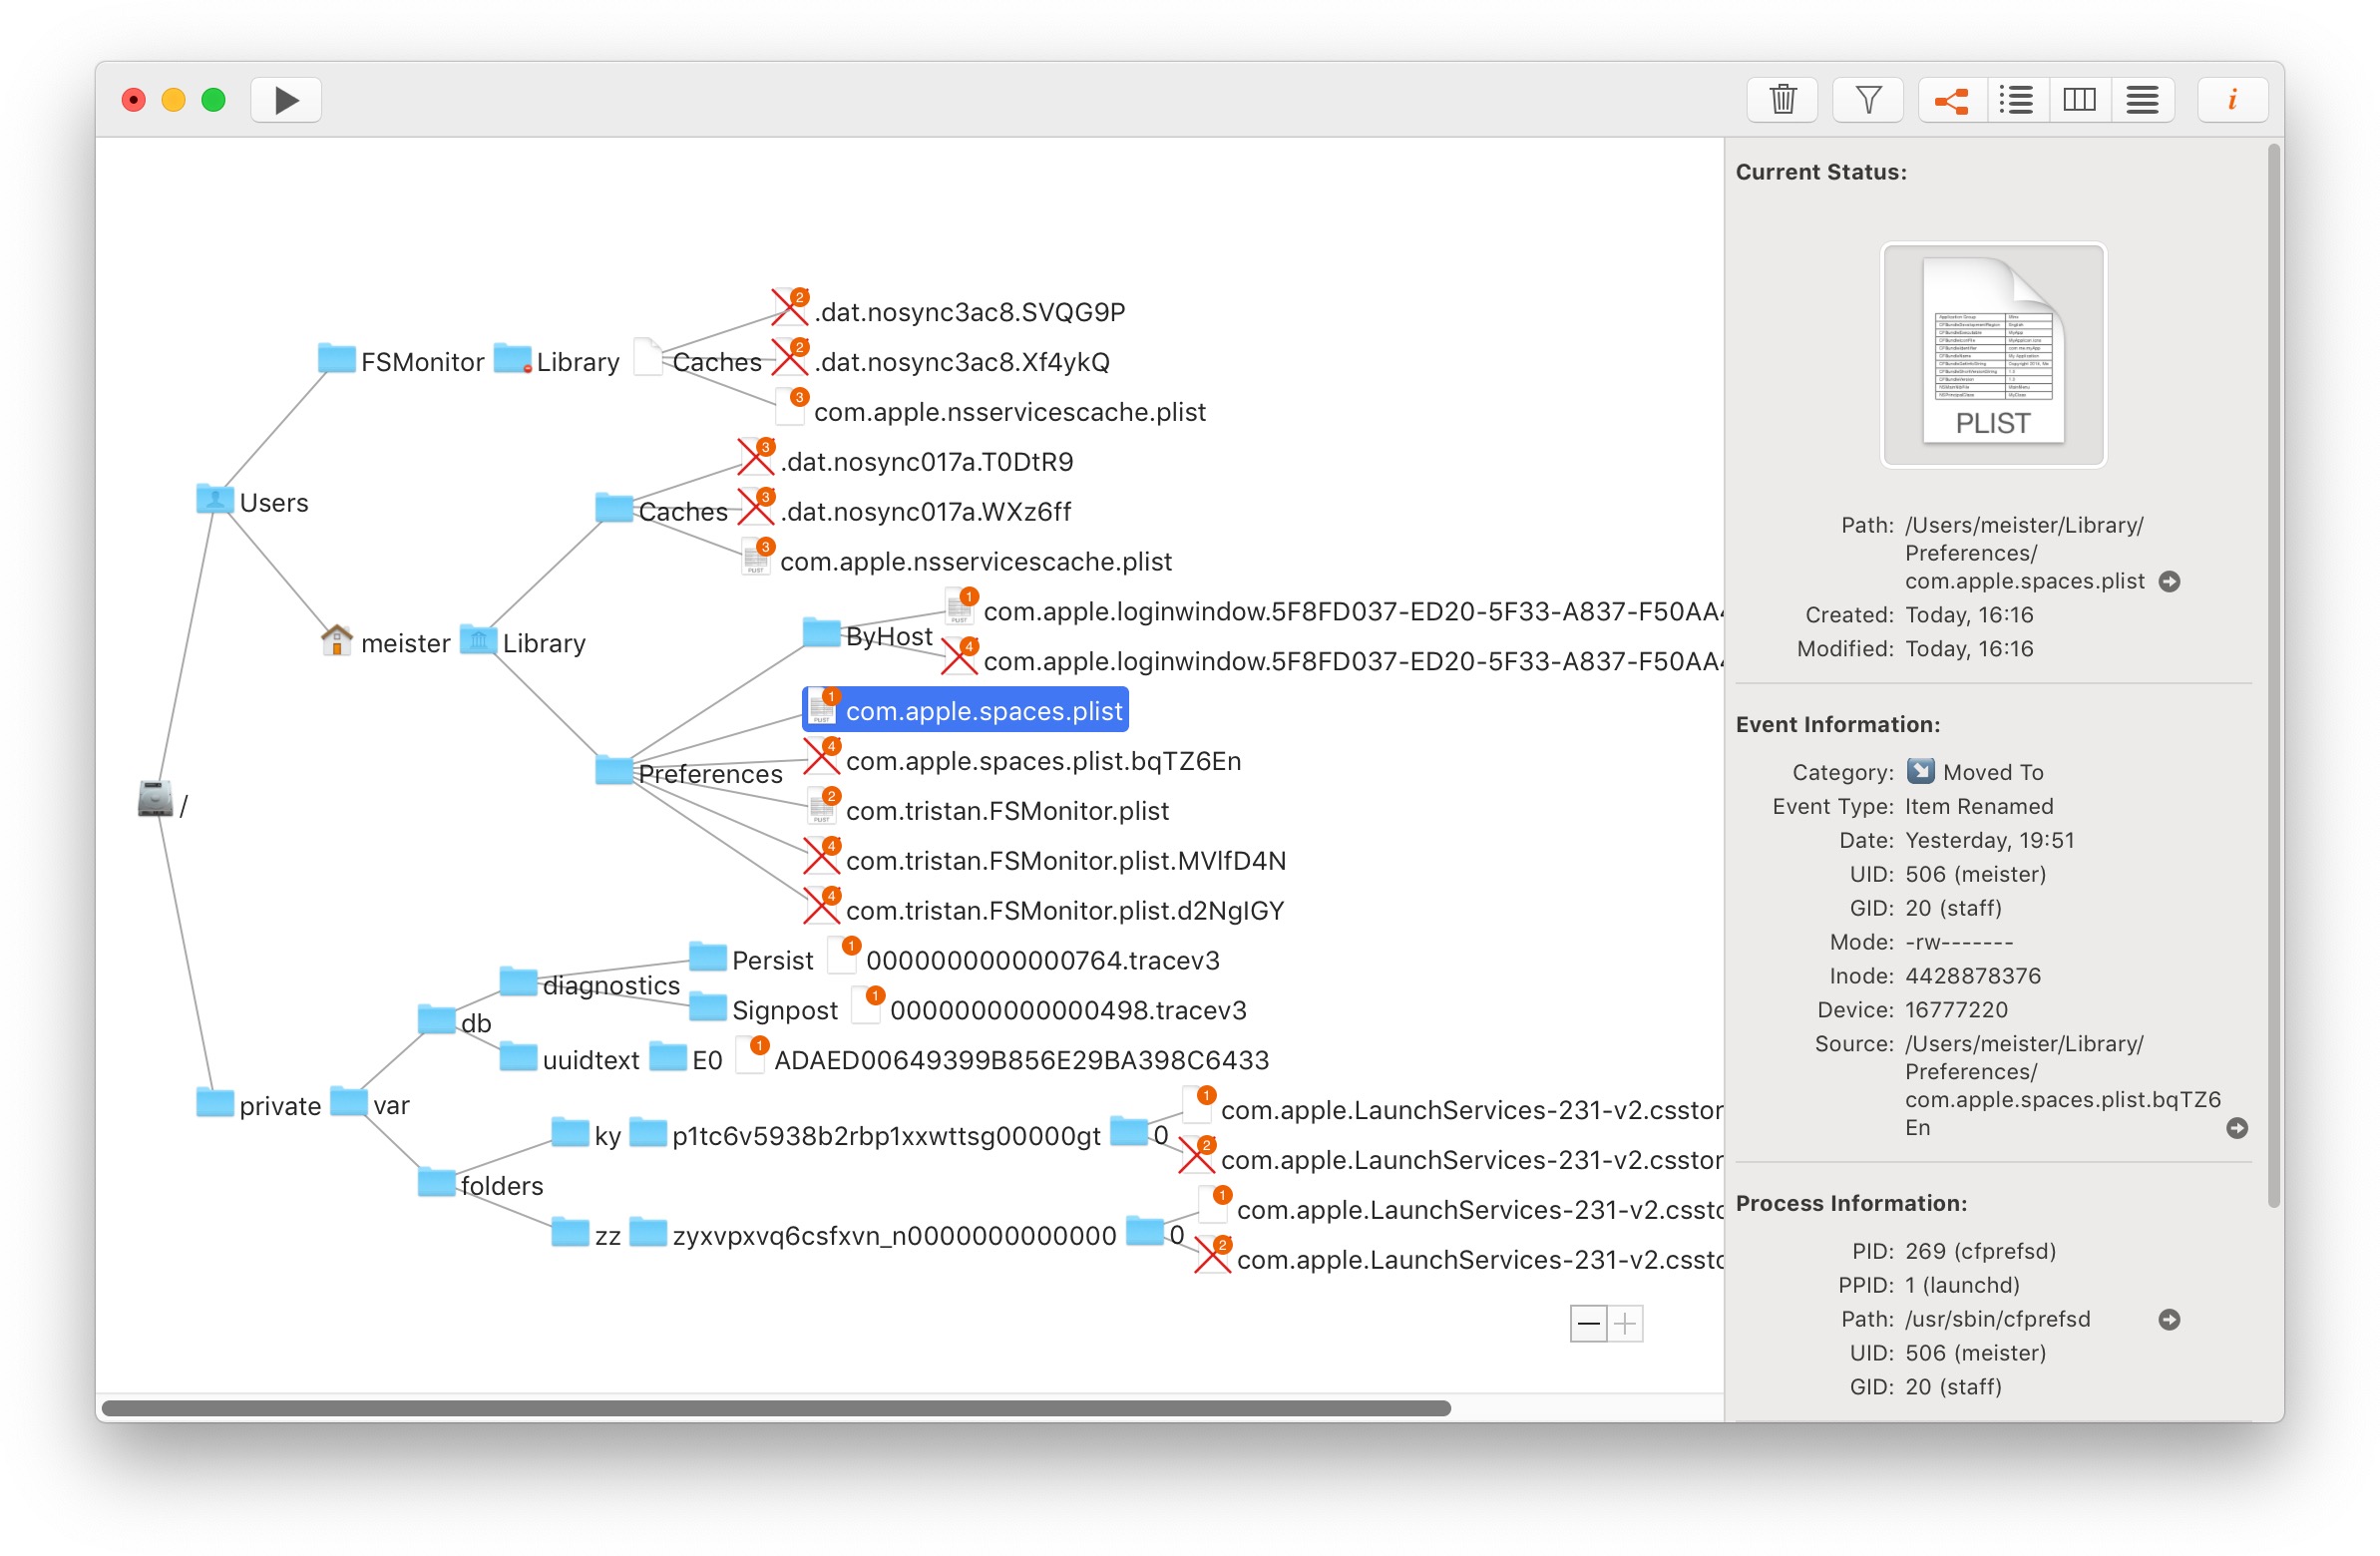 Current Status:
2
.dat.nosync3ac8.SVQG9P
FSMonitor Library Caches
2
.dat.nosync3ac8.Xf4ykQ
3
com.apple.nsservicescache.plist
3
.dat.nosync017a.T0DtR9
Users
Caches
3
.dat.nosync017a.WXz6ff
3
com.apple.nsservicescache.plist
1
com.apple.loginwindow.5F8FD037-ED20-5F33-A837-F50AA4
meister Library
ByHost
4
com.apple.loginwindow.5F8FD037-ED20-5F33-A837-F50AA4
1
com.apple.spaces.plist
4
com.apple.spaces.plist.bqTZ6En
Preferences
/
2
com.tristan.FSMonitor.plist
4
com.tristan.FSMonitor.plist.MVlfD4N
4
com.tristan.FSMonitor.plist.d2NgIGY
Persist
1
0000000000000764.tracev3
diagnostics
Signpost
1
0000000000000498.tracev3
db
uuidtext E0
1
ADAED00649399B856E29BA398C6433
private var
1
com.apple.LaunchServices-231-v2.csstor
ky p1tc6v5938b2rbp1xxwttsg00000gt 0
2
com.apple.LaunchServices-231-v2.csstor
folders
1
com.apple.LaunchServices-231-v2.cssto
zz zyxvpxvq6csfxvn_n0000000000000 0
2
com.apple.LaunchServices-231-v2.cssto
PLIST
Path: /Users/meister/Library/
Preferences/
com.apple.spaces.plist
Created: Today, 16:16
Modified: Today, 16:16
Event Information:
Category: Moved To
Event Type: Item Renamed
Date: Yesterday, 19:51
UID: 506 (meister)
GID: 20 (staff)
Mode: -rw-------
Inode: 4428878376
Device: 16777220
Source: /Users/meister/Library/
Preferences/
com.apple.spaces.plist.bqTZ6
En
Process Information:
PID: 269 (cfprefsd)
PPID: 1 (launchd)
Path: /usr/sbin/cfprefsd
UID: 506 (meister)
GID: 20 (staff)